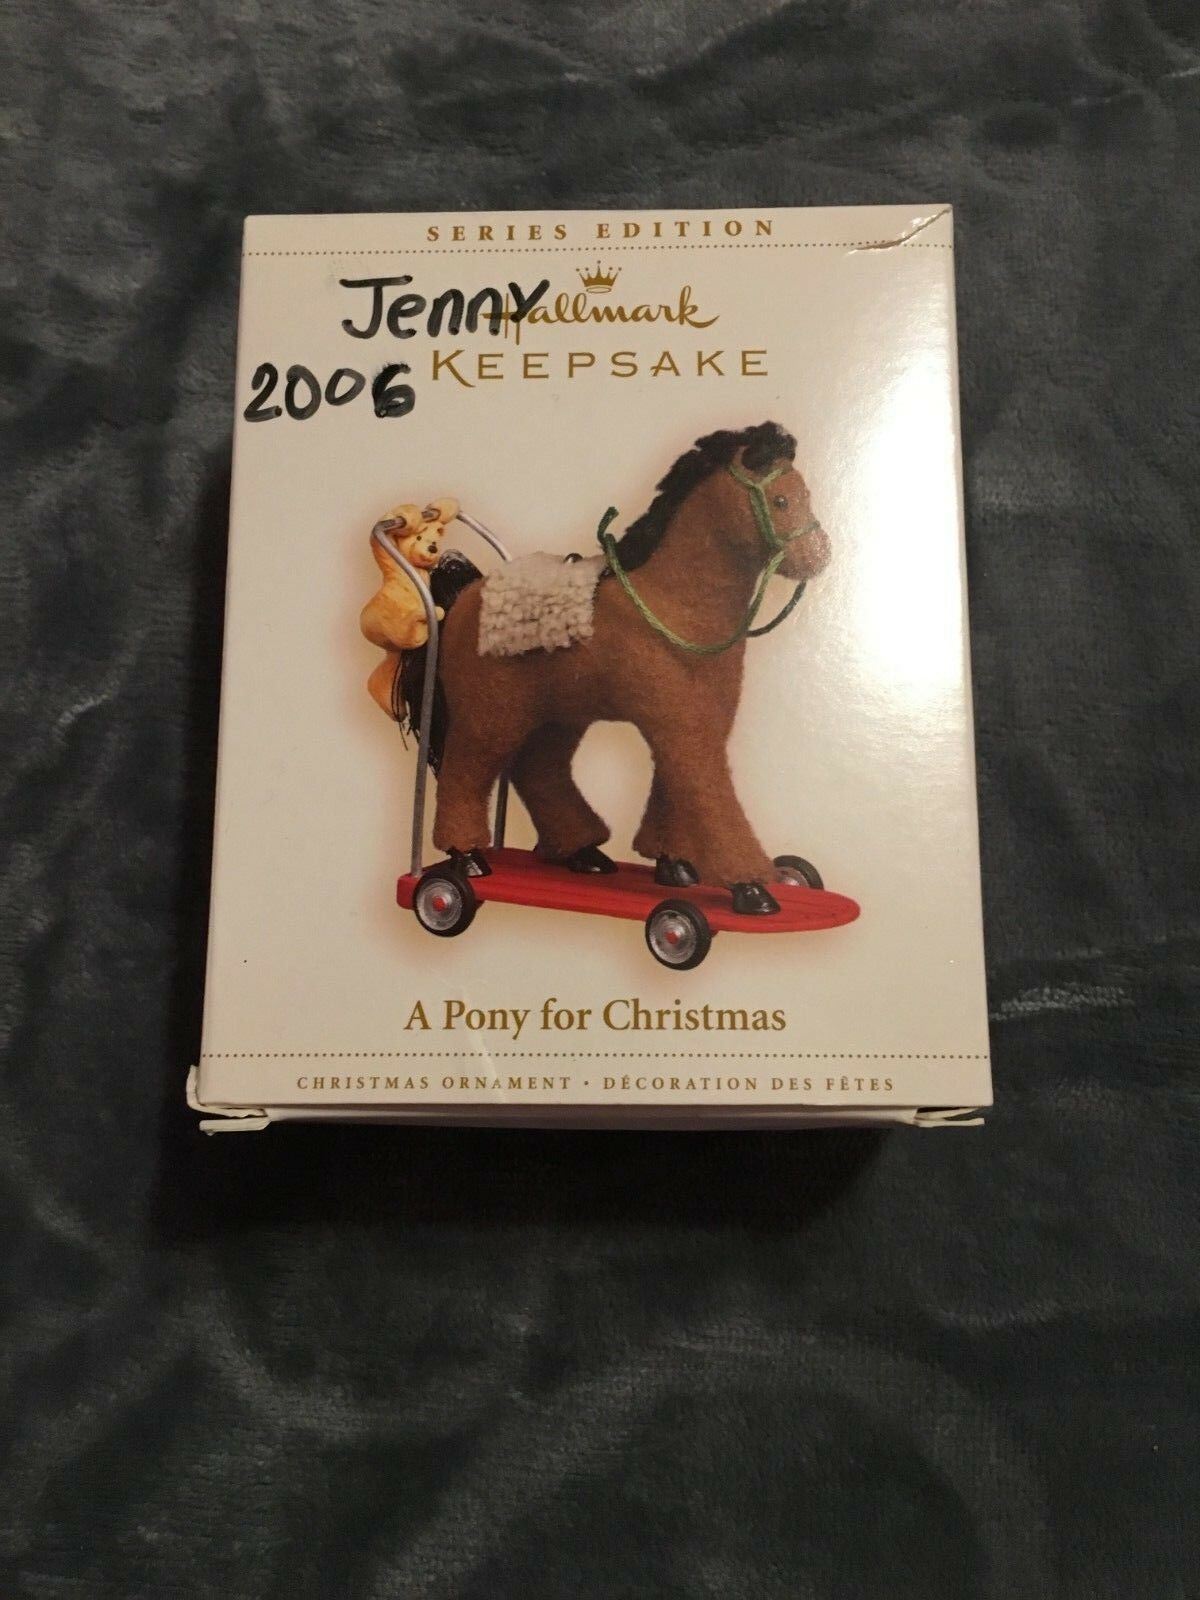 SERIES EDITION
Jenny Hallmark
2006 KEEPSAKE
A Pony for Christmas
CHRISTMAS ORNAMENT • DÉCORATION DES FÊTES